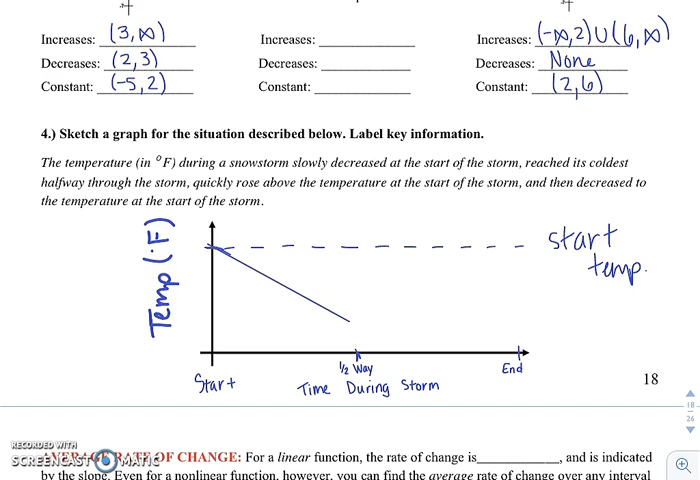 Increases: (3, ∞) Increases: Increases: (-∞, 2) ∪ (6, ∞)
Decreases: (2, 3) Decreases: Decreases: None
Constant: (-5, 2) Constant: Constant: (2, 6)
4.) Sketch a graph for the situation described below. Label key information.
The temperature (in °F) during a snowstorm slowly decreased at the start of the storm, reached its coldest
halfway through the storm, quickly rose above the temperature at the start of the storm, and then decreased to
the temperature at the start of the storm.
Temp (°F)
start
temp.
1/2 Way
End
Start
Time During Storm
18
18
26
RECORDED WITH
SCREENCAST O MATIC
AVERAGE RATE OF CHANGE: For a linear function, the rate of change is , and is indicated
by the slope. Even for a nonlinear function, however, you can find the average rate of change over any interval